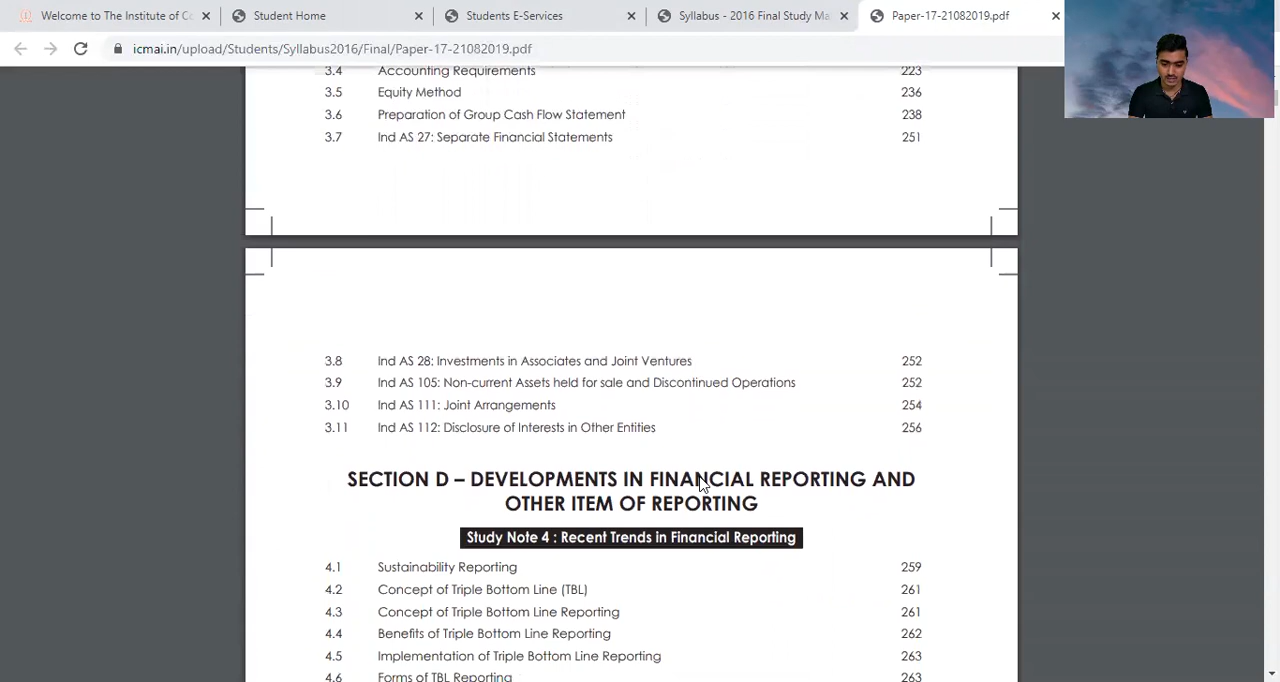 Welcome to The Institute of Co
Student Home
Students E-Services
Syllabus - 2016 Final Study Ma
Paper-17-21082019.pdf
icmai.in/upload/Students/Syllabus2016/Final/Paper-17-21082019.pdf
3.4 Accounting Requirements 223
3.5 Equity Method 236
3.6 Preparation of Group Cash Flow Statement 238
3.7 Ind AS 27: Separate Financial Statements 251
3.8 Ind AS 28: Investments in Associates and Joint Ventures 252
3.9 Ind AS 105: Non-current Assets held for sale and Discontinued Operations 252
3.10 Ind AS 111: Joint Arrangements 254
3.11 Ind AS 112: Disclosure of Interests in Other Entities 256
SECTION D – DEVELOPMENTS IN FINANCIAL REPORTING AND
OTHER ITEM OF REPORTING
Study Note 4 : Recent Trends in Financial Reporting
4.1 Sustainability Reporting 259
4.2 Concept of Triple Bottom Line (TBL) 261
4.3 Concept of Triple Bottom Line Reporting 261
4.4 Benefits of Triple Bottom Line Reporting 262
4.5 Implementation of Triple Bottom Line Reporting 263
4.6 Forms of TBL Reporting 263